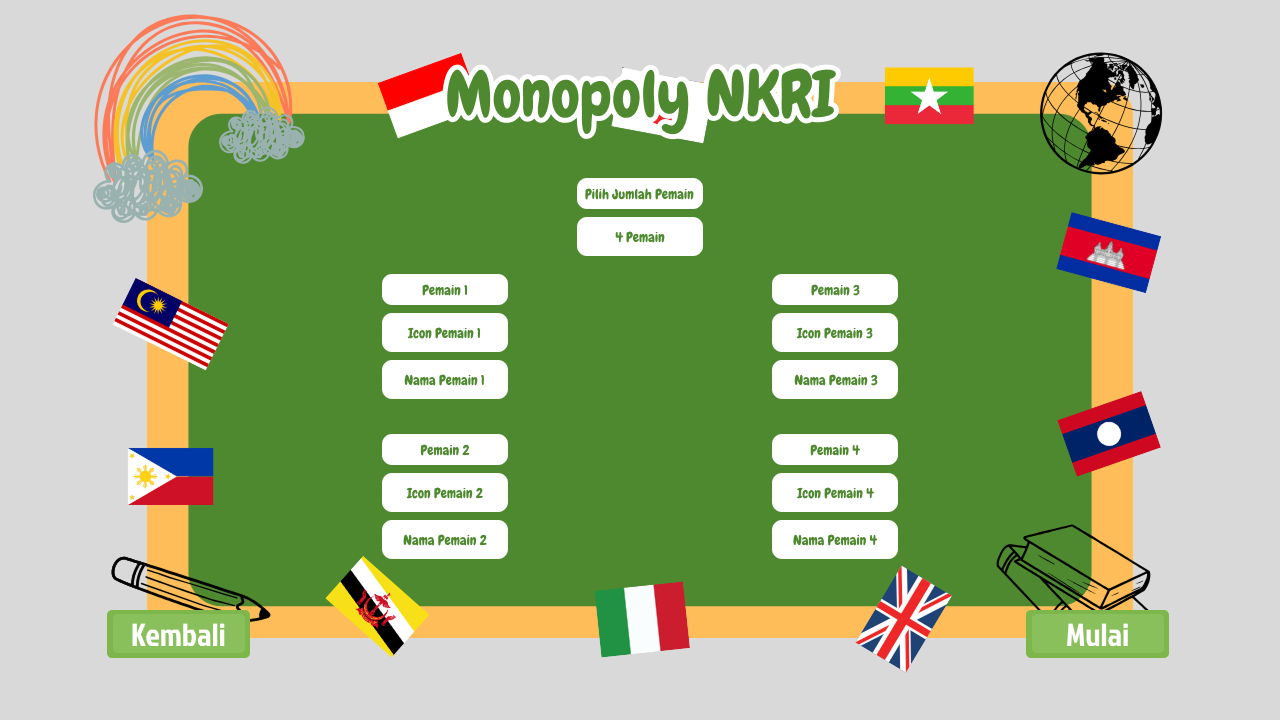 Monopoly NKRI
Pilih Jumlah Pemain
4 Pemain
Pemain 1
Icon Pemain 1
Nama Pemain 1
Pemain 3
Icon Pemain 3
Nama Pemain 3
Pemain 2
Icon Pemain 2
Nama Pemain 2
Pemain 4
Icon Pemain 4
Nama Pemain 4
Kembali
Mulai